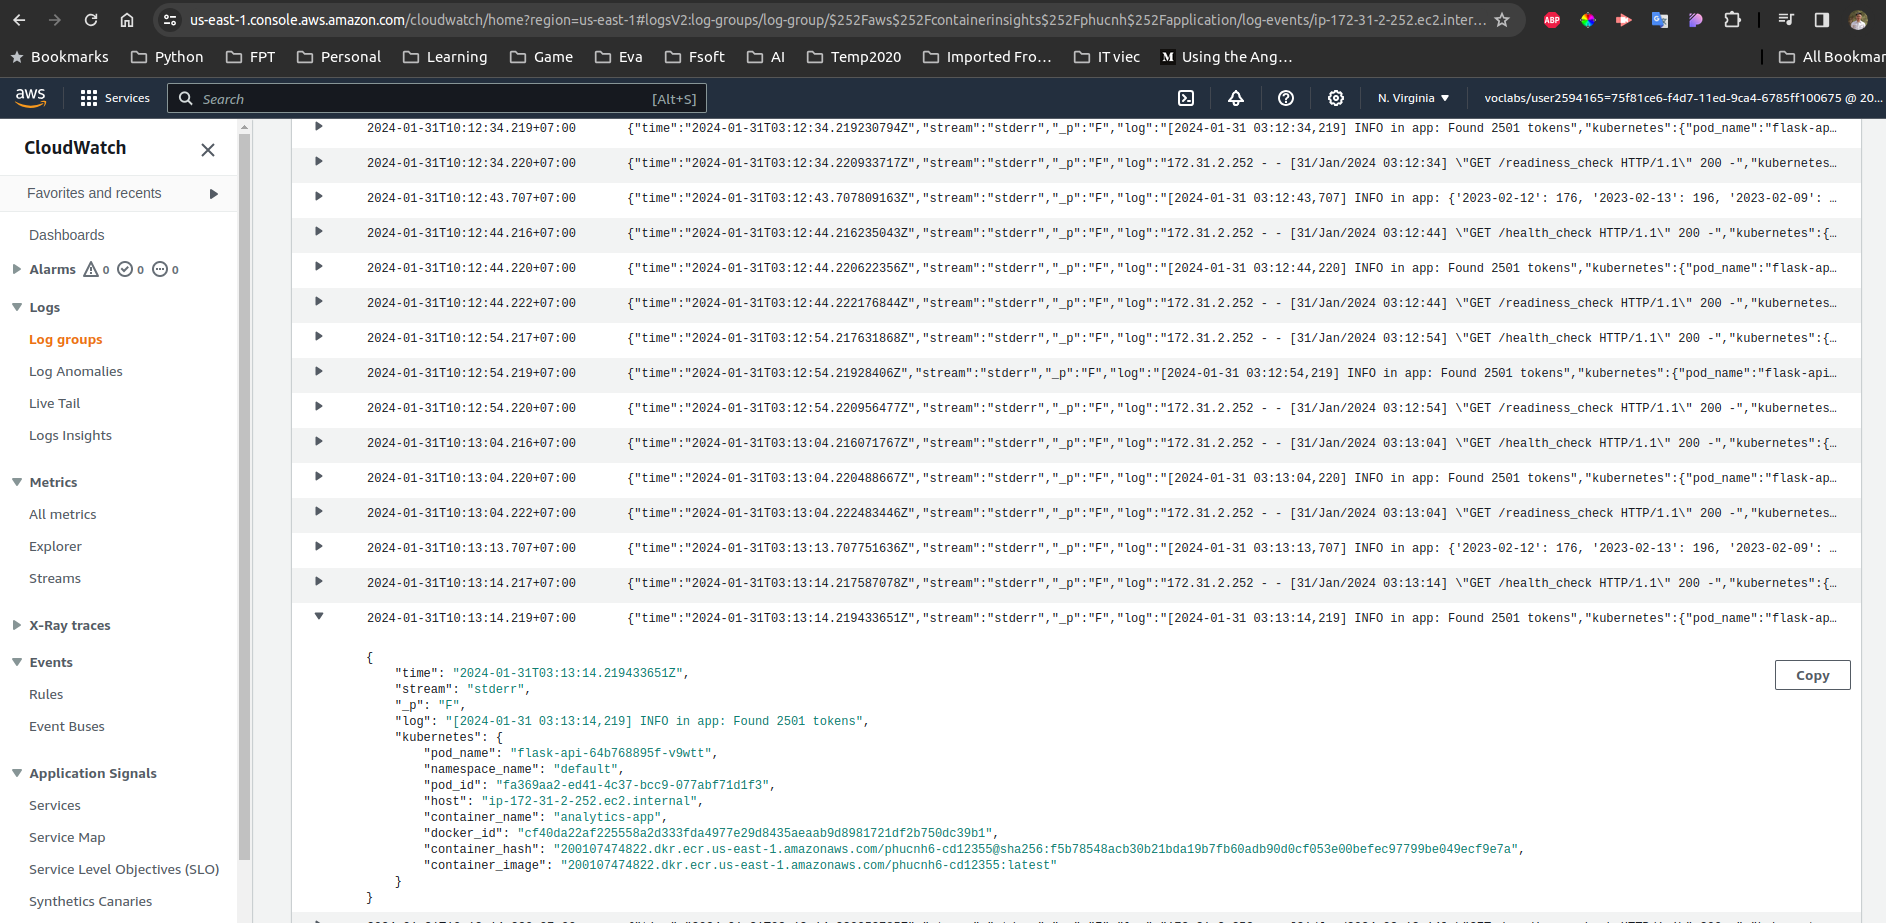 us-east-1.console.aws.amazon.com/cloudwatch/home?region=us-east-1#logsV2:log-groups/log-group/$252Faws$252Fcontainerinsights$252Fphucnh$252Fapplication/log-events/ip-172-31-2-252.ec2.inter...
ABP
Bookmarks Python FPT Personal Learning Game Eva Fsoft AI Temp2020 Imported Fro... IT viec M Using the Ang... All Bookmar
aws Services Search [Alt+S] N. Virginia voclabs/user2594165=75f81ce6-f4d7-11ed-9ca4-6785ff100675 @ 20...
CloudWatch
Favorites and recents
Dashboards
Alarms 0 0 0
Logs
Log groups
Log Anomalies
Live Tail
Logs Insights
Metrics
All metrics
Explorer
Streams
X-Ray traces
Events
Rules
Event Buses
Application Signals
Services
Service Map
Service Level Objectives (SLO)
Synthetics Canaries
2024-01-31T10:12:34.219+07:00 {"time":"2024-01-31T03:12:34.219230794Z","stream":"stderr","_p":"F","log":"[2024-01-31 03:12:34,219] INFO in app: Found 2501 tokens","kubernetes":{"pod_name":"flask-ap…
2024-01-31T10:12:34.220+07:00 {"time":"2024-01-31T03:12:34.220933717Z","stream":"stderr","_p":"F","log":"172.31.2.252 - - [31/Jan/2024 03:12:34] \"GET /readiness_check HTTP/1.1\" 200 -","kubernetes…
2024-01-31T10:12:43.707+07:00 {"time":"2024-01-31T03:12:43.707809163Z","stream":"stderr","_p":"F","log":"[2024-01-31 03:12:43,707] INFO in app: {'2023-02-12': 176, '2023-02-13': 196, '2023-02-09': …
2024-01-31T10:12:44.216+07:00 {"time":"2024-01-31T03:12:44.216235043Z","stream":"stderr","_p":"F","log":"172.31.2.252 - - [31/Jan/2024 03:12:44] \"GET /health_check HTTP/1.1\" 200 -","kubernetes":{…
2024-01-31T10:12:44.220+07:00 {"time":"2024-01-31T03:12:44.220622356Z","stream":"stderr","_p":"F","log":"[2024-01-31 03:12:44,220] INFO in app: Found 2501 tokens","kubernetes":{"pod_name":"flask-ap…
2024-01-31T10:12:44.222+07:00 {"time":"2024-01-31T03:12:44.222176844Z","stream":"stderr","_p":"F","log":"172.31.2.252 - - [31/Jan/2024 03:12:44] \"GET /readiness_check HTTP/1.1\" 200 -","kubernetes…
2024-01-31T10:12:54.217+07:00 {"time":"2024-01-31T03:12:54.217631868Z","stream":"stderr","_p":"F","log":"172.31.2.252 - - [31/Jan/2024 03:12:54] \"GET /health_check HTTP/1.1\" 200 -","kubernetes":{…
2024-01-31T10:12:54.219+07:00 {"time":"2024-01-31T03:12:54.21928406Z","stream":"stderr","_p":"F","log":"[2024-01-31 03:12:54,219] INFO in app: Found 2501 tokens","kubernetes":{"pod_name":"flask-api…
2024-01-31T10:12:54.220+07:00 {"time":"2024-01-31T03:12:54.220956477Z","stream":"stderr","_p":"F","log":"172.31.2.252 - - [31/Jan/2024 03:12:54] \"GET /readiness_check HTTP/1.1\" 200 -","kubernetes…
2024-01-31T10:13:04.216+07:00 {"time":"2024-01-31T03:13:04.216071767Z","stream":"stderr","_p":"F","log":"172.31.2.252 - - [31/Jan/2024 03:13:04] \"GET /health_check HTTP/1.1\" 200 -","kubernetes":{…
2024-01-31T10:13:04.220+07:00 {"time":"2024-01-31T03:13:04.220488667Z","stream":"stderr","_p":"F","log":"[2024-01-31 03:13:04,220] INFO in app: Found 2501 tokens","kubernetes":{"pod_name":"flask-ap…
2024-01-31T10:13:04.222+07:00 {"time":"2024-01-31T03:13:04.222483446Z","stream":"stderr","_p":"F","log":"172.31.2.252 - - [31/Jan/2024 03:13:04] \"GET /readiness_check HTTP/1.1\" 200 -","kubernetes…
2024-01-31T10:13:13.707+07:00 {"time":"2024-01-31T03:13:13.707751636Z","stream":"stderr","_p":"F","log":"[2024-01-31 03:13:13,707] INFO in app: {'2023-02-12': 176, '2023-02-13': 196, '2023-02-09': …
2024-01-31T10:13:14.217+07:00 {"time":"2024-01-31T03:13:14.217587078Z","stream":"stderr","_p":"F","log":"172.31.2.252 - - [31/Jan/2024 03:13:14] \"GET /health_check HTTP/1.1\" 200 -","kubernetes":{…
2024-01-31T10:13:14.219+07:00 {"time":"2024-01-31T03:13:14.219433651Z","stream":"stderr","_p":"F","log":"[2024-01-31 03:13:14,219] INFO in app: Found 2501 tokens","kubernetes":{"pod_name":"flask-ap…
{
"time": "2024-01-31T03:13:14.219433651Z",
Copy
"stream": "stderr",
"_p": "F",
"log": "[2024-01-31 03:13:14,219] INFO in app: Found 2501 tokens",
"kubernetes": {
"pod_name": "flask-api-64b768895f-v9wtt",
"namespace_name": "default",
"pod_id": "fa369aa2-ed41-4c37-bcc9-077abf71d1f3",
"host": "ip-172-31-2-252.ec2.internal",
"container_name": "analytics-app",
"docker_id": "cf40da22af225558a2d333fda4977e29d8435aeaab9d8981721df2b750dc39b1",
"container_hash": "200107474822.dkr.ecr.us-east-1.amazonaws.com/phucnh6-cd12355@sha256:f5b78548acb30b21bda19b7fb60adb90d0cf053e00befec97799be049ecf9e7a",
"container_image": "200107474822.dkr.ecr.us-east-1.amazonaws.com/phucnh6-cd12355:latest"
}
}